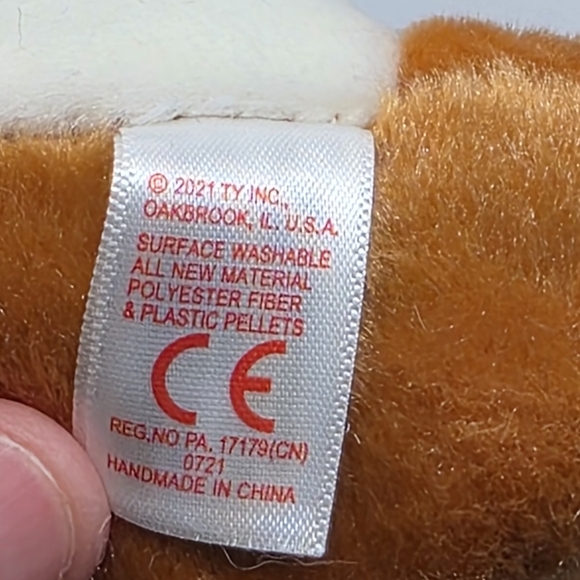 © 2021 TY INC.,
OAKBROOK, IL. U.S.A.
SURFACE WASHABLE
ALL NEW MATERIAL
POLYESTER FIBER
& PLASTIC PELLETS
CE
REG.NO PA. 17179(CN)
0721
HANDMADE IN CHINA